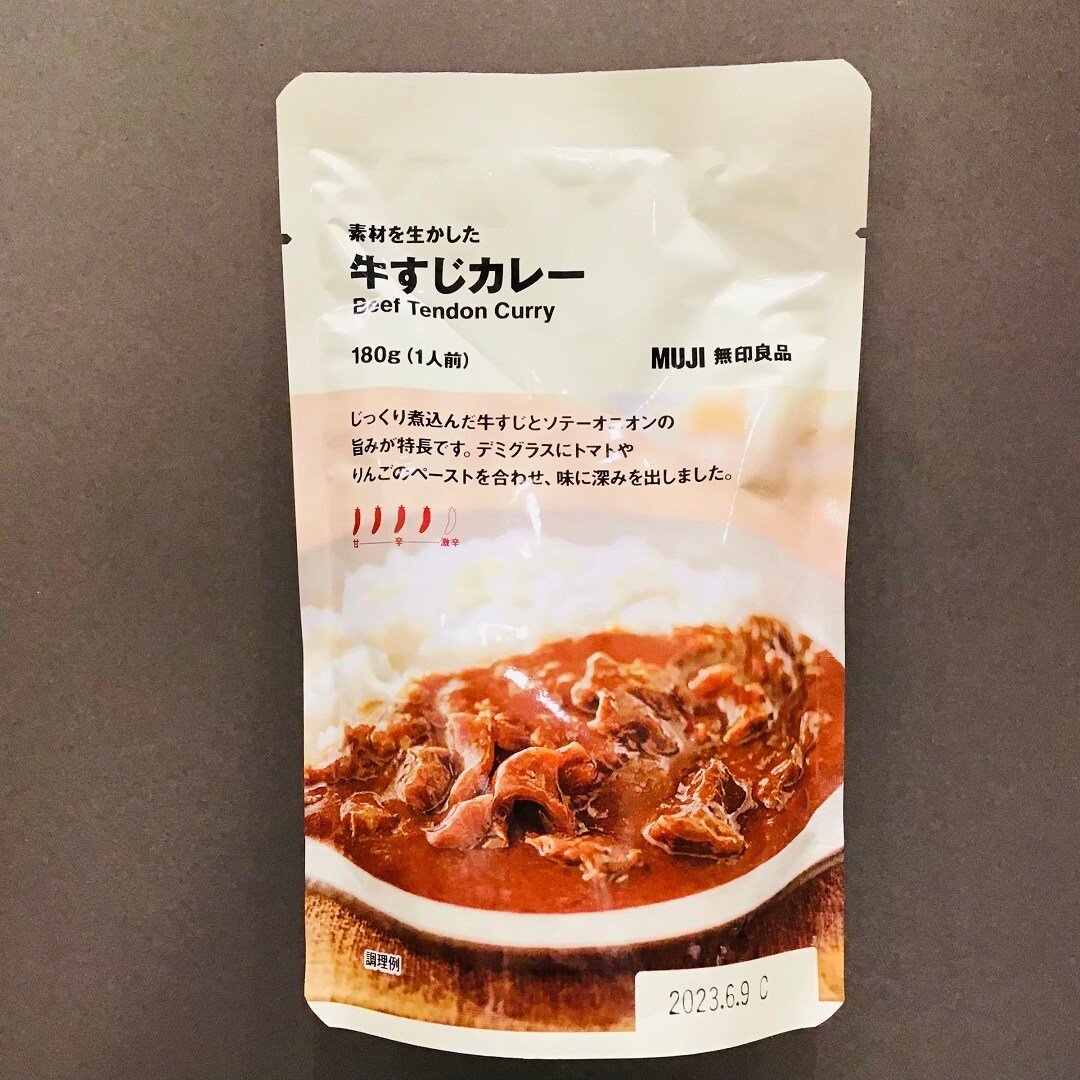 素材を生かした
牛すじカレー
Beef Tendon Curry
180g(1人前)
MUJI 無印良品
じっくり煮込んだ牛すじとソテーオニオンの
旨みが特長です。デミグラスにトマトや
りんごのペーストを合わせ、味に深みを出しました。
甘 辛 激辛
調理例
2023.6.9 C